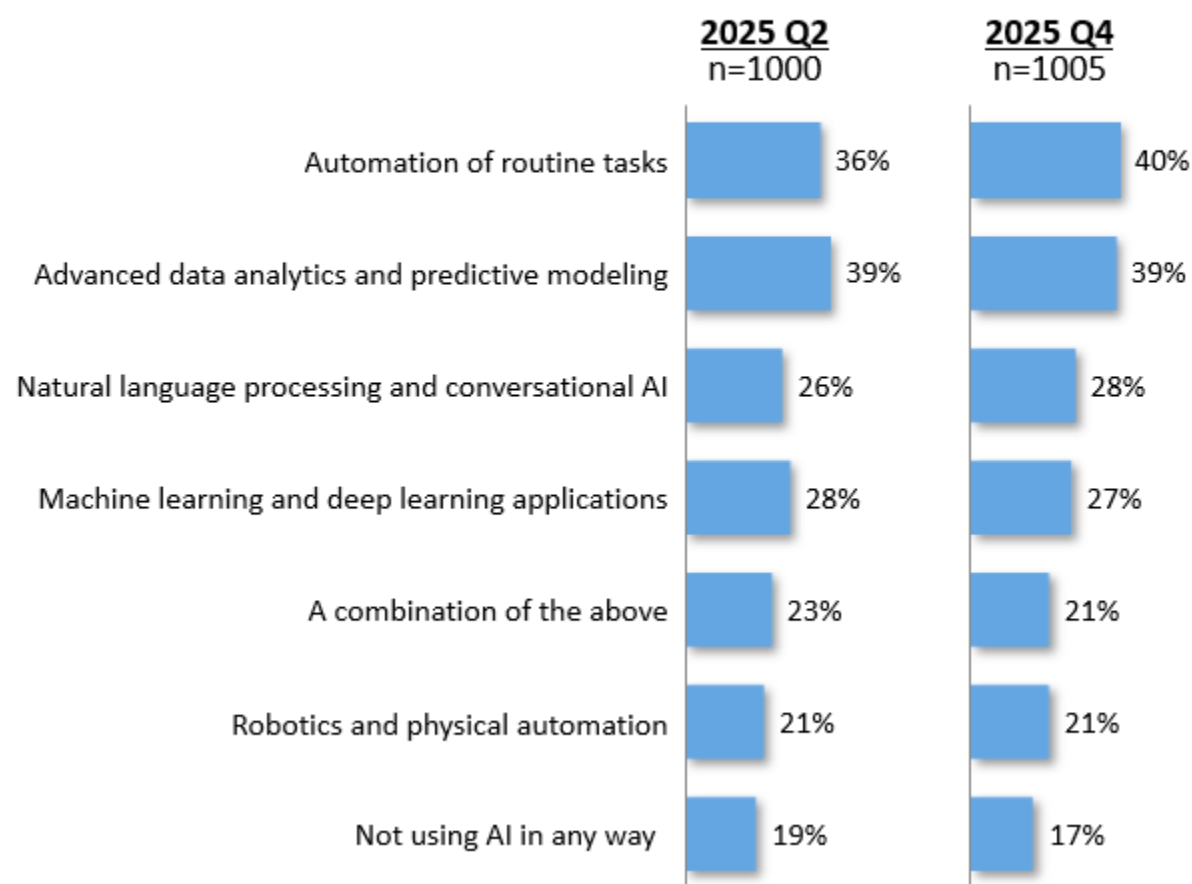 2025 Q2 2025 Q4
n=1000 n=1005
Automation of routine tasks 36% 40%
Advanced data analytics and predictive modeling 39% 39%
Natural language processing and conversational AI 26% 28%
Machine learning and deep learning applications 28% 27%
A combination of the above 23% 21%
Robotics and physical automation 21% 21%
Not using AI in any way 19% 17%